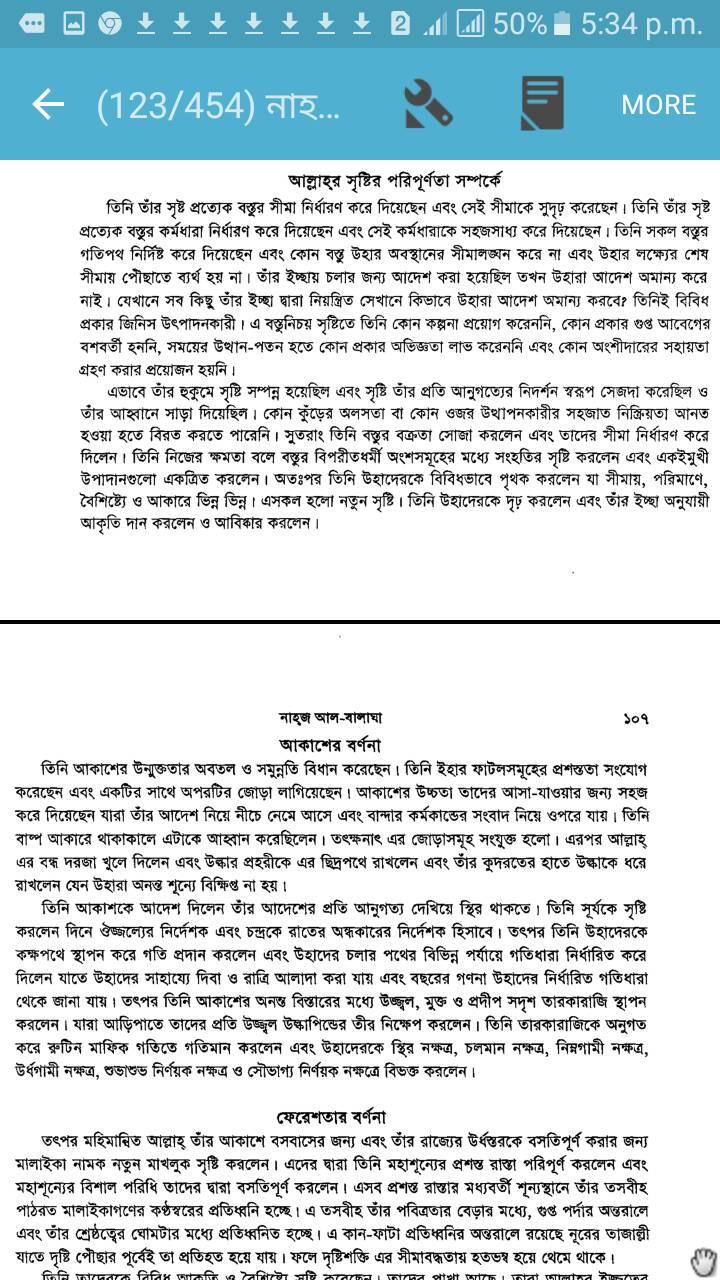 2 50% 5:34 p.m.
(123/454) নাহ... MORE
আল্লাহ্‌র সৃষ্টির পরিপূর্ণতা সম্পর্কে
তিনি তাঁর সৃষ্ট প্রত্যেক বস্তুর সীমা নির্ধারণ করে দিয়েছেন এবং সেই সীমাকে সুদৃঢ় করেছেন। তিনি তাঁর সৃষ্ট
প্রত্যেক বস্তুর কর্মধারা নির্ধারণ করে দিয়েছেন এবং সেই কর্মধারাকে সহজসাধ্য করে দিয়েছেন। তিনি সকল বস্তুর
গতিপথ নির্দিষ্ট করে দিয়েছেন এবং কোন বস্তু উহার অবস্থানের সীমালঙ্ঘন করে না এবং উহার লক্ষ্যের শেষ
সীমায় পৌঁছাতে ব্যর্থ হয় না। তাঁর ইচ্ছায় চলার জন্য আদেশ করা হয়েছিল তখন উহারা আদেশ অমান্য করে
নাই। যেখানে সব কিছু তাঁর ইচ্ছা দ্বারা নিয়ন্ত্রিত সেখানে কিভাবে উহারা আদেশ অমান্য করবে? তিনিই বিবিধ
প্রকার জিনিস উৎপাদনকারী। এ বস্তুনিচয় সৃষ্টিতে তিনি কোন কল্পনা প্রয়োগ করেননি, কোন প্রকার গুপ্ত আবেগের
বশবর্তী হননি, সময়ের উত্থান-পতন হতে কোন প্রকার অভিজ্ঞতা লাভ করেননি এবং কোন অংশীদারের সহায়তা
গ্রহণ করার প্রয়োজন হয়নি।
এভাবে তাঁর হুকুমে সৃষ্টি সম্পন্ন হয়েছিল এবং সৃষ্টি তাঁর প্রতি আনুগত্যের নিদর্শন স্বরূপ সেজদা করেছিল ও
তাঁর আহ্বানে সাড়া দিয়েছিল। কোন কুঁড়ের অলসতা বা কোন ওজর উত্থাপনকারীর সহজাত নিষ্ক্রিয়তা আনত
হওয়া হতে বিরত করতে পারেনি। সুতরাং তিনি বস্তুর বক্রতা সোজা করলেন এবং তাদের সীমা নির্ধারণ করে
দিলেন। তিনি নিজের ক্ষমতা বলে বস্তুর বিপরীতধর্মী অংশসমূহের মধ্যে সংহতির সৃষ্টি করলেন এবং একইমুখী
উপাদানগুলো একত্রিত করলেন। অতঃপর তিনি উহাদেরকে বিবিধভাবে পৃথক করলেন যা সীমায়, পরিমাণে,
বৈশিষ্ট্যে ও আকারে ভিন্ন ভিন্ন। এসকল হলো নতুন সৃষ্টি। তিনি উহাদেরকে দৃঢ় করলেন এবং তাঁর ইচ্ছা অনুযায়ী
আকৃতি দান করলেন ও আবিষ্কার করলেন।
নাহ্‌জ আল-বালাঘা ১০৭
আকাশের বর্ণনা
তিনি আকাশের উন্মুক্ততার অবতল ও সমুন্নতি বিধান করেছেন। তিনি ইহার ফাটলসমূহের প্রশস্ততা সংযোগ
করেছেন এবং একটির সাথে অপরটির জোড়া লাগিয়েছেন। আকাশের উচ্চতা তাদের আসা-যাওয়ার জন্য সহজ
করে দিয়েছেন যারা তাঁর আদেশ নিয়ে নীচে নেমে আসে এবং বান্দার কর্মকান্ডের সংবাদ নিয়ে ওপরে যায়। তিনি
বাষ্প আকারে থাকাকালে এটাকে আহ্বান করেছিলেন। তৎক্ষনাৎ এর জোড়াসমূহ সংযুক্ত হলো। এরপর আল্লাহ্
এর বন্ধ দরজা খুলে দিলেন এবং উল্কার প্রহরীকে এর ছিদ্রপথে রাখলেন এবং তাঁর কুদরতের হাতে উল্কাকে ধরে
রাখলেন যেন উহারা অনন্ত শূন্যে বিক্ষিপ্ত না হয়।
তিনি আকাশকে আদেশ দিলেন তাঁর আদেশের প্রতি আনুগত্য দেখিয়ে স্থির থাকতে। তিনি সূর্যকে সৃষ্টি
করলেন দিনে ঔজ্জল্যের নির্দেশক এবং চন্দ্রকে রাতের অন্ধকারের নির্দেশক হিসাবে। তৎপর তিনি উহাদেরকে
কক্ষপথে স্থাপন করে গতি প্রদান করলেন এবং উহাদের চলার পথের বিভিন্ন পর্যায়ে গতিধারা নির্ধারিত করে
দিলেন যাতে উহাদের সাহায্যে দিবা ও রাত্রি আলাদা করা যায় এবং বছরের গণনা উহাদের নির্ধারিত গতিধারা
থেকে জানা যায়। তৎপর তিনি আকাশের অনন্ত বিস্তারের মধ্যে উজ্জ্বল, মুক্ত ও প্রদীপ সদৃশ তারকারাজি স্থাপন
করলেন। যারা আড়িপাতে তাদের প্রতি উজ্জ্বল উল্কাপিন্ডের তীর নিক্ষেপ করলেন। তিনি তারকারাজিকে অনুগত
করে রুটিন মাফিক গতিতে গতিমান করলেন এবং উহাদেরকে স্থির নক্ষত্র, চলমান নক্ষত্র, নিম্নগামী নক্ষত্র,
উর্ধগামী নক্ষত্র, শুভাশুভ নির্ণয়ক নক্ষত্র ও সৌভাগ্য নির্ণয়ক নক্ষত্রে বিভক্ত করলেন।
ফেরেশতার বর্ণনা
তৎপর মহিমান্বিত আল্লাহ্ তাঁর আকাশে বসবাসের জন্য এবং তাঁর রাজ্যের উর্ধস্তরকে বসতিপূর্ণ করার জন্য
মালাইকা নামক নতুন মাখলুক সৃষ্টি করলেন। এদের দ্বারা তিনি মহাশূন্যের প্রশস্ত রাস্তা পরিপূর্ণ করলেন এবং
মহাশূন্যের বিশাল পরিধি তাদের দ্বারা বসতিপূর্ণ করলেন। এসব প্রশস্ত রাস্তার মধ্যবর্তী শূন্যস্থানে তাঁর তসবীহ
পাঠরত মালাইকাগণের কণ্ঠস্বরের প্রতিধ্বনি হচ্ছে। এ তসবীহ তাঁর পবিত্রতার বেড়ার মধ্যে, গুপ্ত পর্দার অন্তরালে
এবং তাঁর শ্রেষ্ঠত্বের ঘোমটার মধ্যে প্রতিধ্বনিত হচ্ছে। এ কান-ফাটা প্রতিধ্বনির অন্তরালে রয়েছে নূরের তাজাল্লী
যাতে দৃষ্টি পৌছার পূর্বেই তা প্রতিহত হয়ে যায়। ফলে দৃষ্টিশক্তি এর সীমাবদ্ধতায় হতভম্ব হয়ে থেমে থাকে।
তিনি তাদেরকে বিবিধ আকৃতি ও বৈশিষ্ট্যে সৃষ্টি করেছেন। তাদের পাখা আছে। তারা আল্লাহর ইজ্জতের